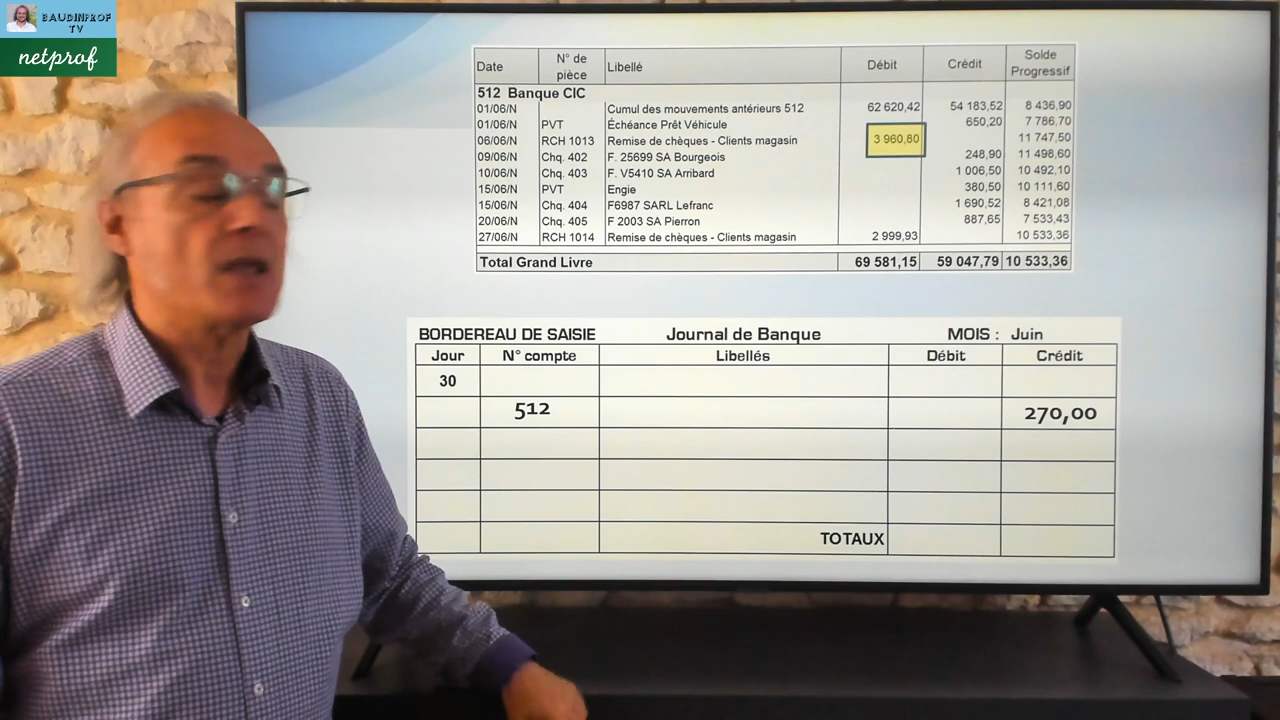 BAUDINPROF
TV
netprof
Date N° de pièce Libellé Débit Crédit Solde Progressif
512 Banque CIC
01/06/N Cumul des mouvements antérieurs 512 62 620,42 54 183,52 8 436,90
01/06/N PVT Échéance Prêt Véhicule 650,20 7 786,70
06/06/N RCH 1013 Remise de chèques - Clients magasin 3 960,80 11 747,50
09/06/N Chq. 402 F. 25699 SA Bourgeois 248,90 11 498,60
10/06/N Chq. 403 F. V5410 SA Arribard 1 006,50 10 492,10
15/06/N PVT Engie 380,50 10 111,60
15/06/N Chq. 404 F6987 SARL Lefranc 1 690,52 8 421,08
20/06/N Chq. 405 F 2003 SA Pierron 887,65 7 533,43
27/06/N RCH 1014 Remise de chèques - Clients magasin 2 999,93 10 533,36
Total Grand Livre 69 581,15 59 047,79 10 533,36
BORDEREAU DE SAISIE Journal de Banque MOIS : Juin
Jour N° compte Libellés Débit Crédit
30
512 270,00
TOTAUX